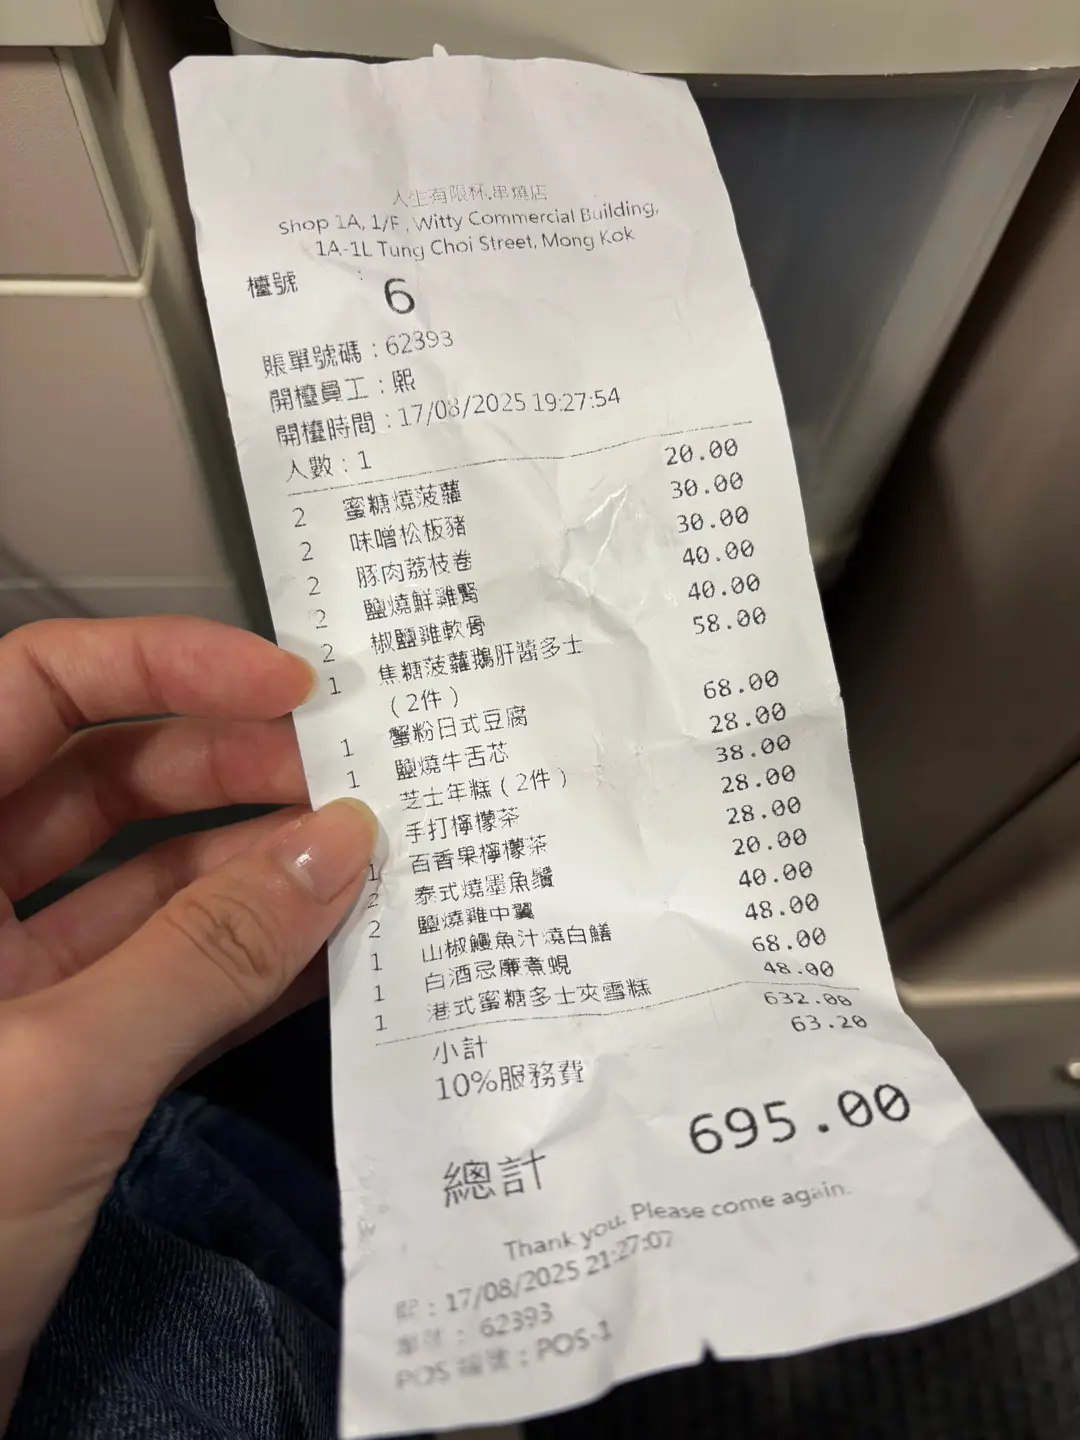 人生有限杯.串燒店
Shop 1A, 1/F , Witty Commercial Building,
1A-1L Tung Choi Street, Mong Kok
檯號 : 6
賬單號碼 : 62393
開檯員工 : 熙
開檯時間 : 17/08/2025 19:27:54
人數 : 1
2 蜜糖燒菠蘿 20.00
2 味噌松板豬 30.00
2 豚肉荔枝卷 30.00
2 鹽燒鮮雞腎 40.00
2 椒鹽雞軟骨 40.00
1 焦糖菠蘿鵝肝醬多士 58.00
(2件)
1 蟹粉日式豆腐 68.00
1 鹽燒牛舌芯 28.00
芝士年糕 (2件) 38.00
手打檸檬茶 28.00
1 百香果檸檬茶 28.00
2 泰式燒墨魚鬚 20.00
2 鹽燒雞中翼 40.00
1 山椒鰻魚汁燒白鱔 48.00
1 白酒忌廉煮蜆 68.00
1 港式蜜糖多士夾雪糕 48.00
小計 632.00
10%服務費 63.20
總計 695.00
Thank you. Please come again.
: 17/08/2025 21:27:07
單號 : 62393
POS 編號 : POS-1